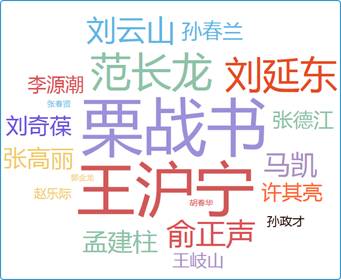 刘云山
孙春兰
范长龙
刘延东
李源潮
张春贤
栗战书
刘奇葆
张德江
张高丽
马凯
郭金龙
王沪宁
许其亮
赵乐际
胡春华
孙政才
俞正声
孟建柱
王岐山